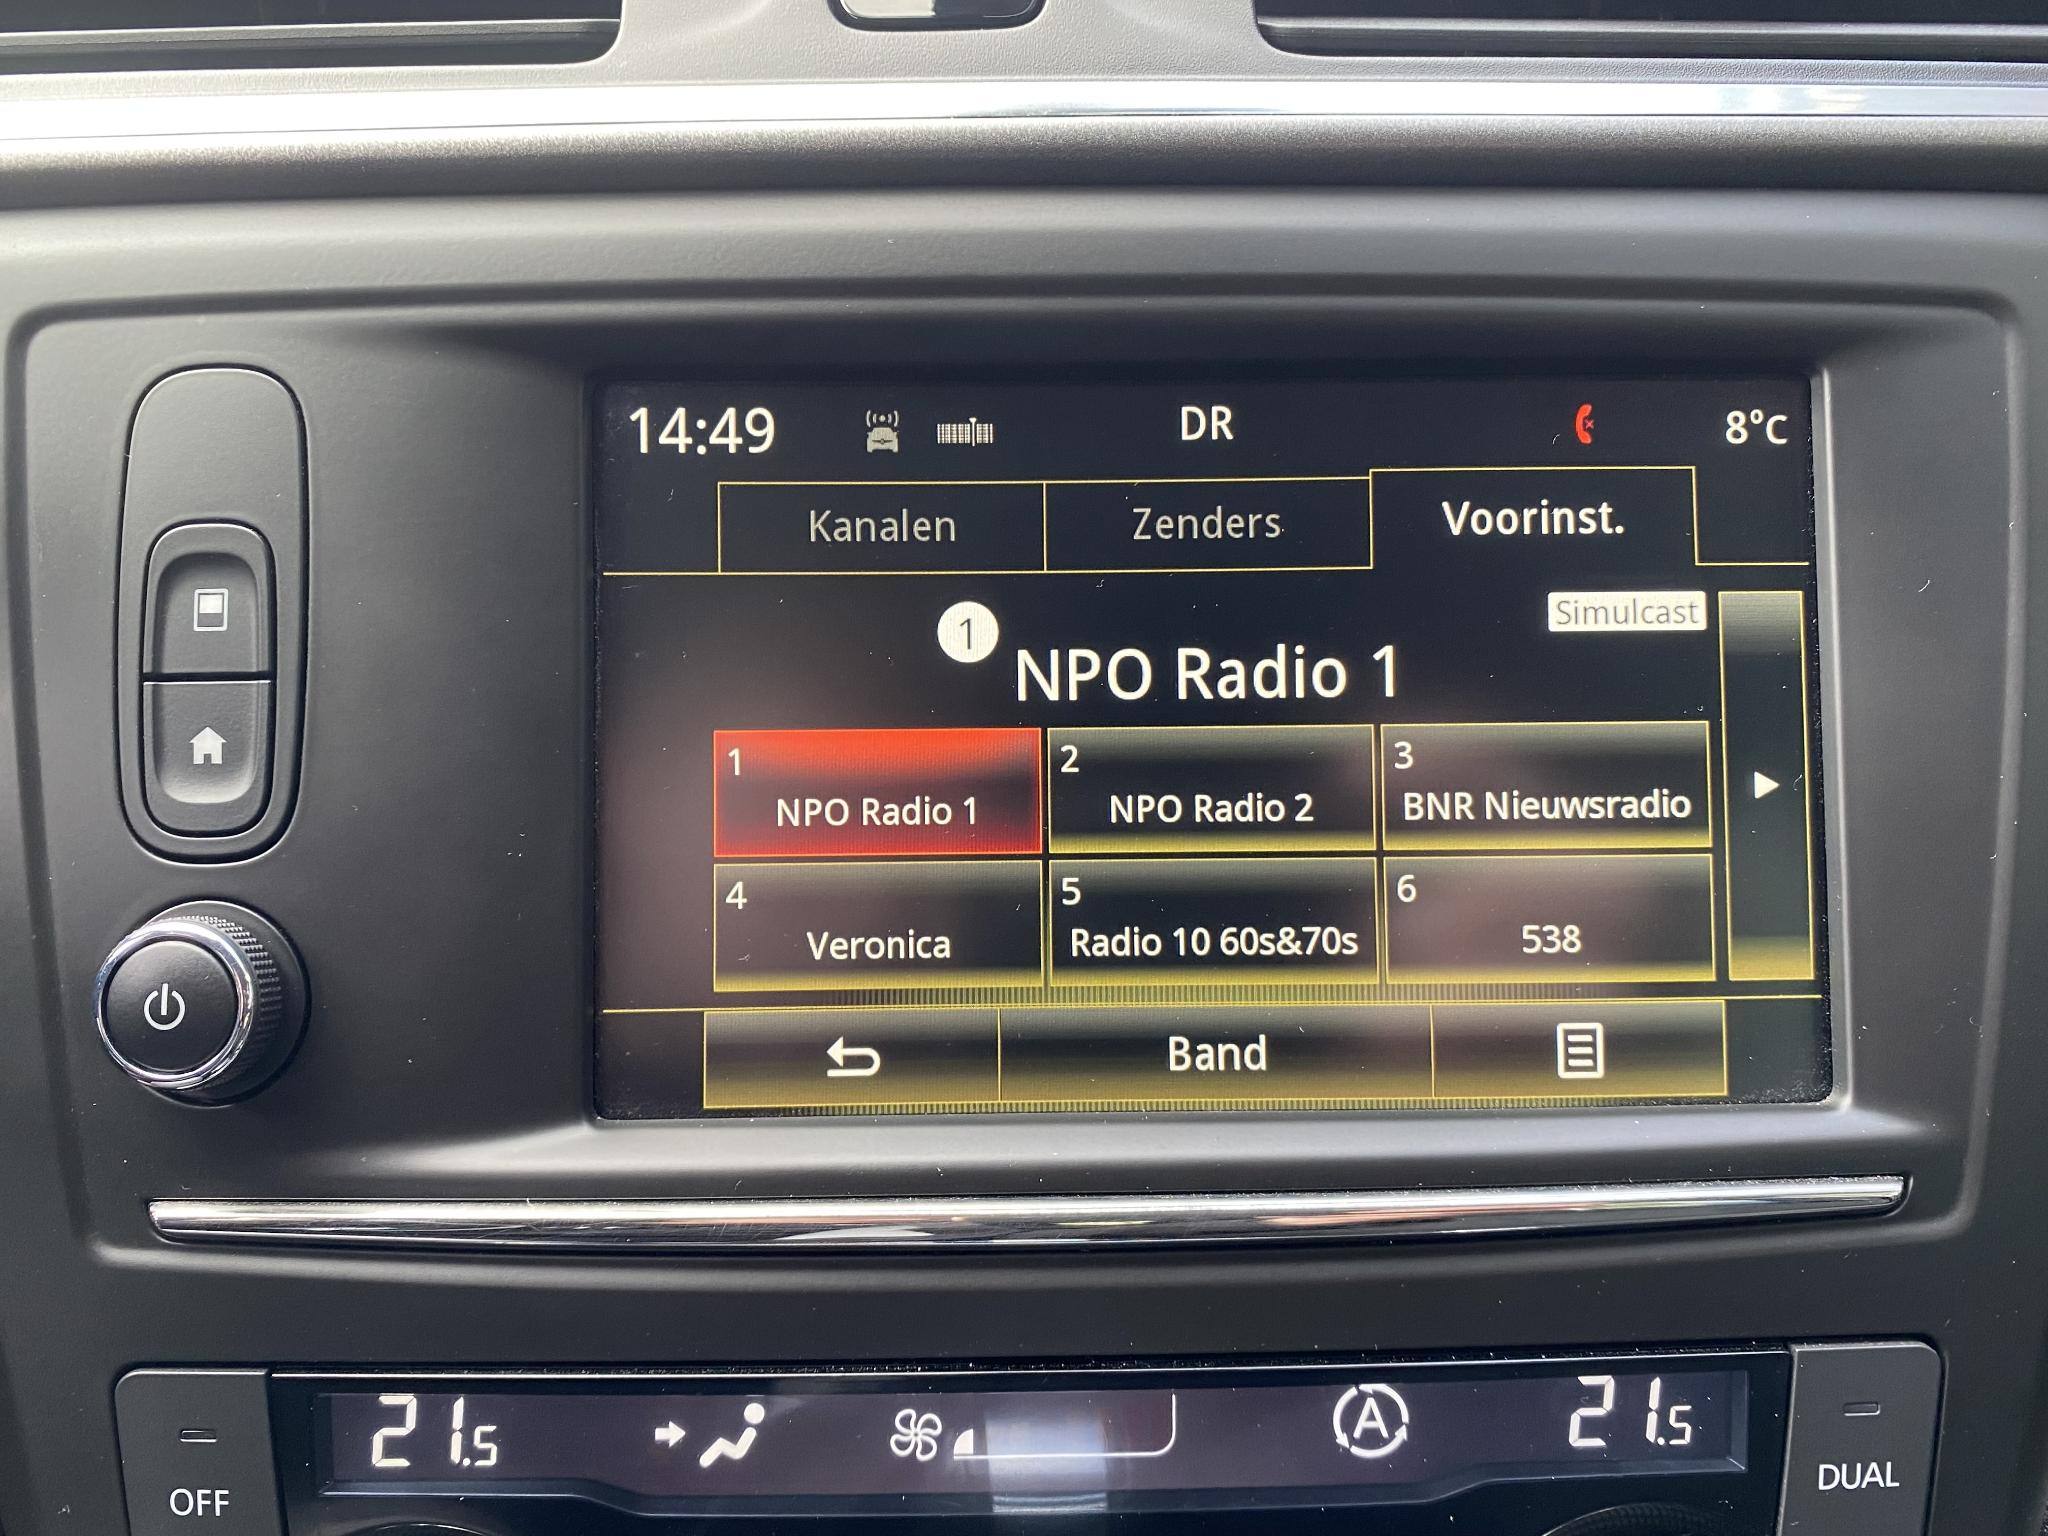 14:49 DR 8°C
Kanalen Zenders Voorinst.
Simulcast
1 NPO Radio 1
1 NPO Radio 1
2 NPO Radio 2
3 BNR Nieuwsradio
4 Veronica
5 Radio 10 60s&70s
6 538
Band
21.5 A 21.5
OFF DUAL